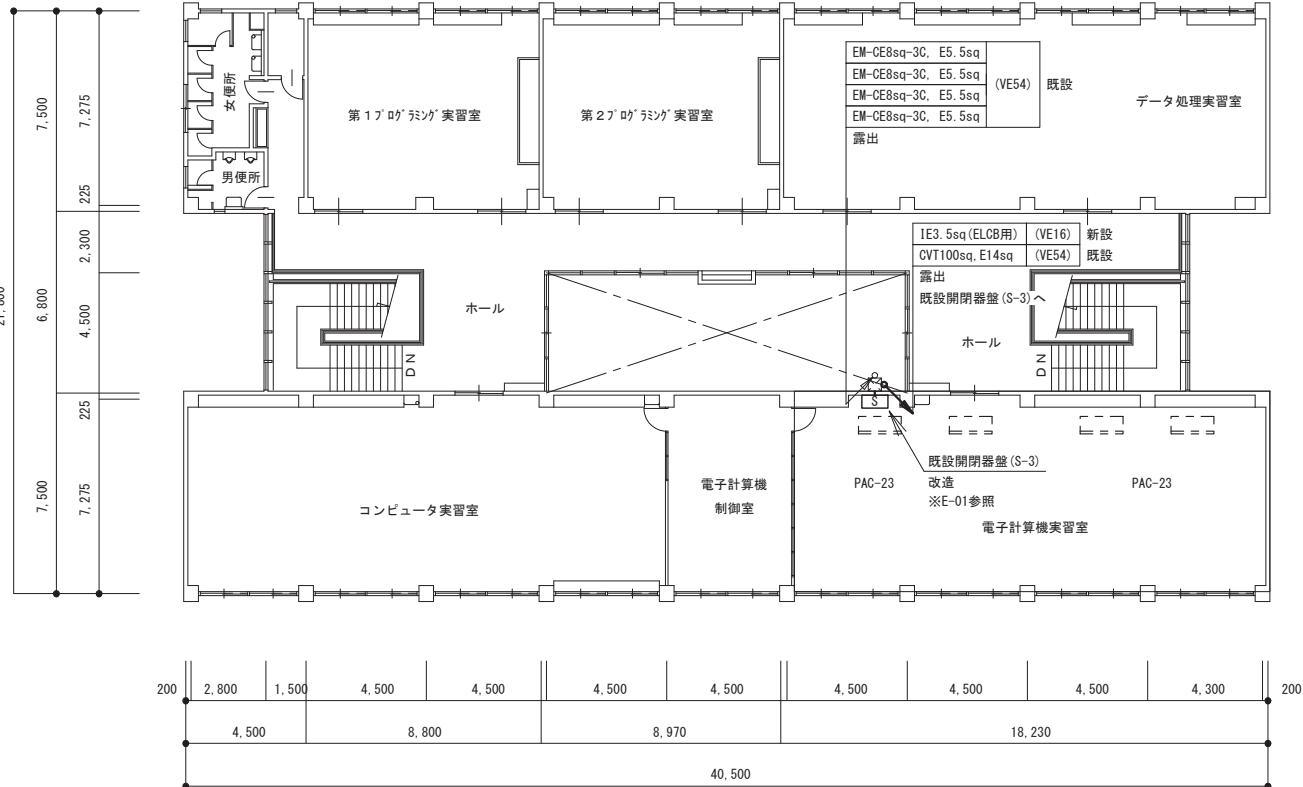 EM-CE8sq-3C, E5.5sq
EM-CE8sq-3C, E5.5sq
EM-CE8sq-3C, E5.5sq
EM-CE8sq-3C, E5.5sq
(VE54) 既設
露出
女便所
男便所
第1プログラミング実習室
第2プログラミング実習室
データ処理実習室
IE3.5sq(ELCB用) (VE16) 新設
CVT100sq, E14sq (VE54) 既設
露出
既設開閉器盤(S-3)へ
ホール
ホール
DN
DN
S
既設開閉器盤(S-3)
改造
※E-01参照
PAC-23
PAC-23
コンピュータ実習室
電子計算機
制御室
電子計算機実習室
7,500
7,275
225
2,300
6,800
4,500
225
7,500
7,275
200 2,800 1,500 4,500 4,500 4,500 4,500 4,500 4,500 4,500 4,300 200
4,500 8,800 8,970 18,230
40,500